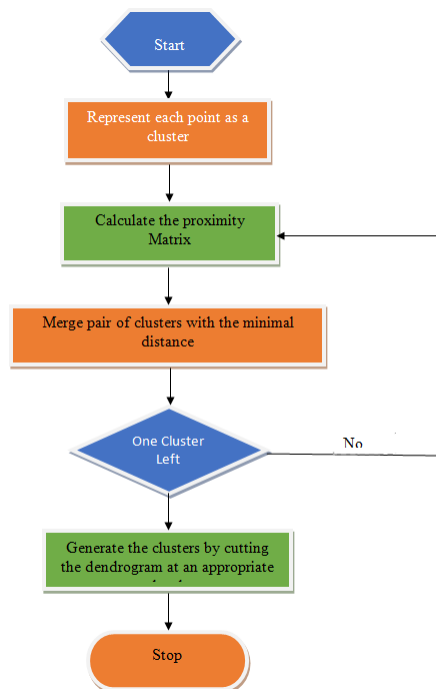 Start
Represent each point as a
cluster
Calculate the proximity
Matrix
Merge pair of clusters with the minimal
distance
One Cluster
Left
No
Generate the clusters by cutting
the dendrogram at an appropriate
Stop